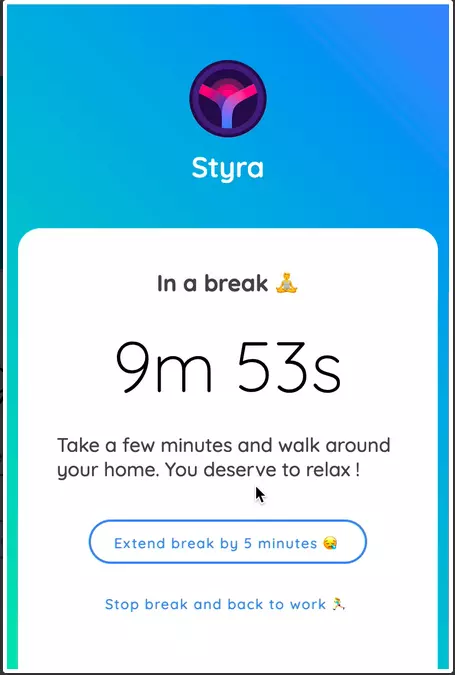 Styra
In a break 🧘
9m 53s
Take a few minutes and walk around
your home. You deserve to relax !
Extend break by 5 minutes 😪
Stop break and back to work 🏃‍♂️